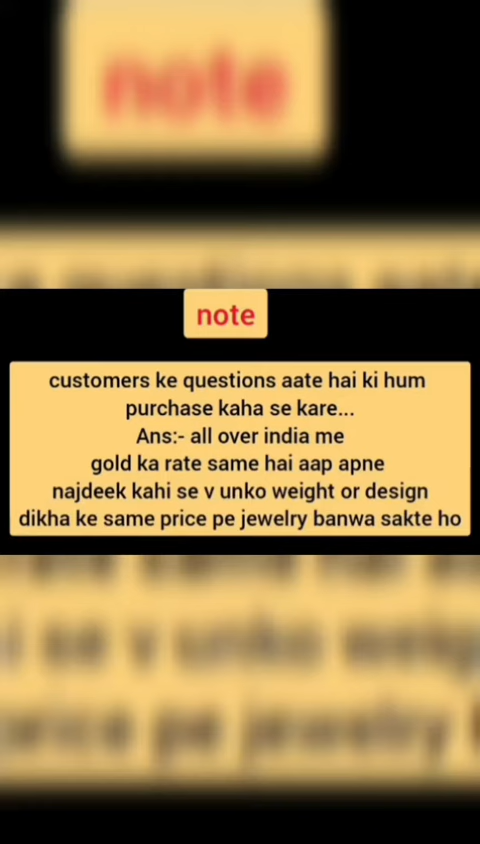 note
note
customers ke questions aate hai ki hum
purchase kaha se kare...
Ans:- all over india me
gold ka rate same hai aap apne
najdeek kahi se v unko weight or design
dikha ke same price pe jewelry banwa sakte ho